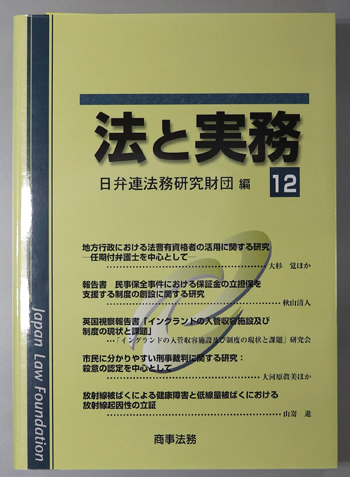 法と実務
日弁連法務研究財団 編
12
地方行政における法曹有資格者の活用に関する研究
―任期付弁護士を中心として―
大杉 覚ほか
報告書 民事保全事件における保証金の立担保を
支援する制度の創設に関する研究
秋山清人
英国視察報告書「イングランドの入管収容施設及び
制度の現状と課題」
「イングランドの入管収容施設及び制度の現状と課題」研究会
市民に分かりやすい刑事裁判に関する研究：
殺意の認定を中心として
大河原眞美ほか
放射線被ばくによる健康障害と低線量被ばくにおける
放射線起因性の立証
山嵜 進
商事法務
Japan Law Foundation